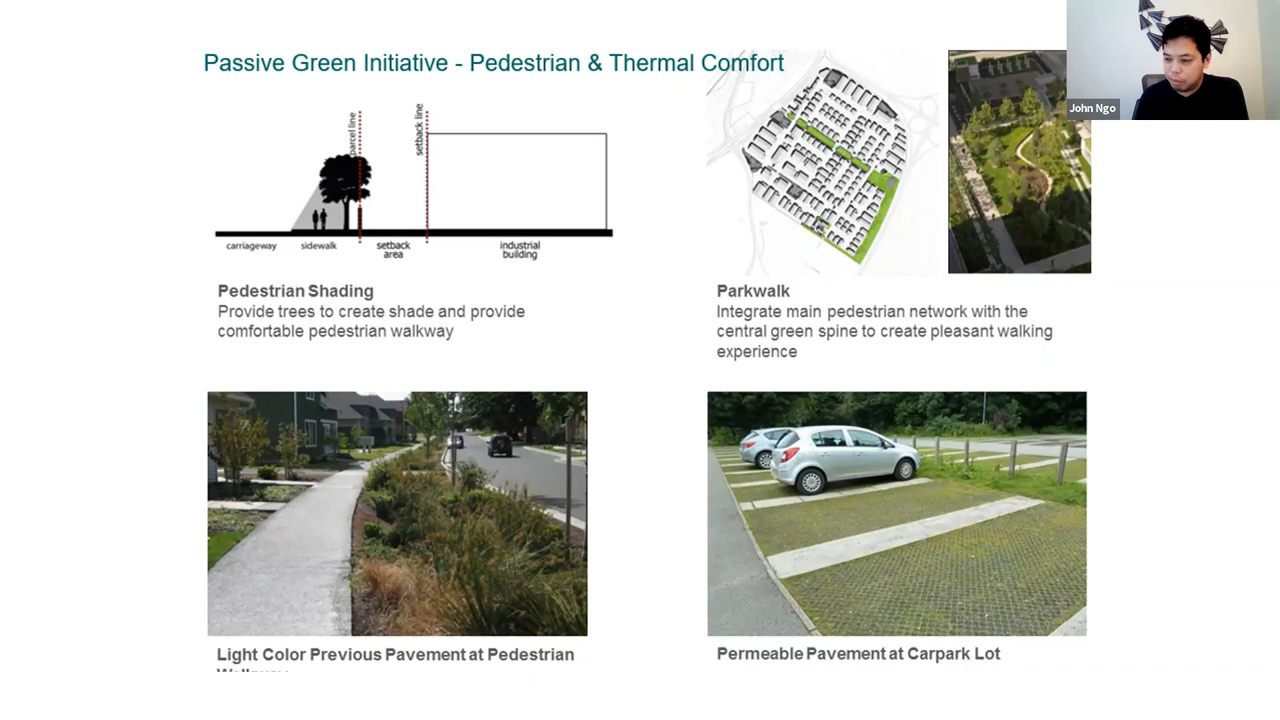 Passive Green Initiative - Pedestrian & Thermal Comfort
John Ngo
parcel line
setback line
carriageway
sidewalk
setback
area
industrial
building
Pedestrian Shading
Provide trees to create shade and provide
comfortable pedestrian walkway
Parkwalk
Integrate main pedestrian network with the
central green spine to create pleasant walking
experience
Light Color Previous Pavement at Pedestrian
Permeable Pavement at Carpark Lot